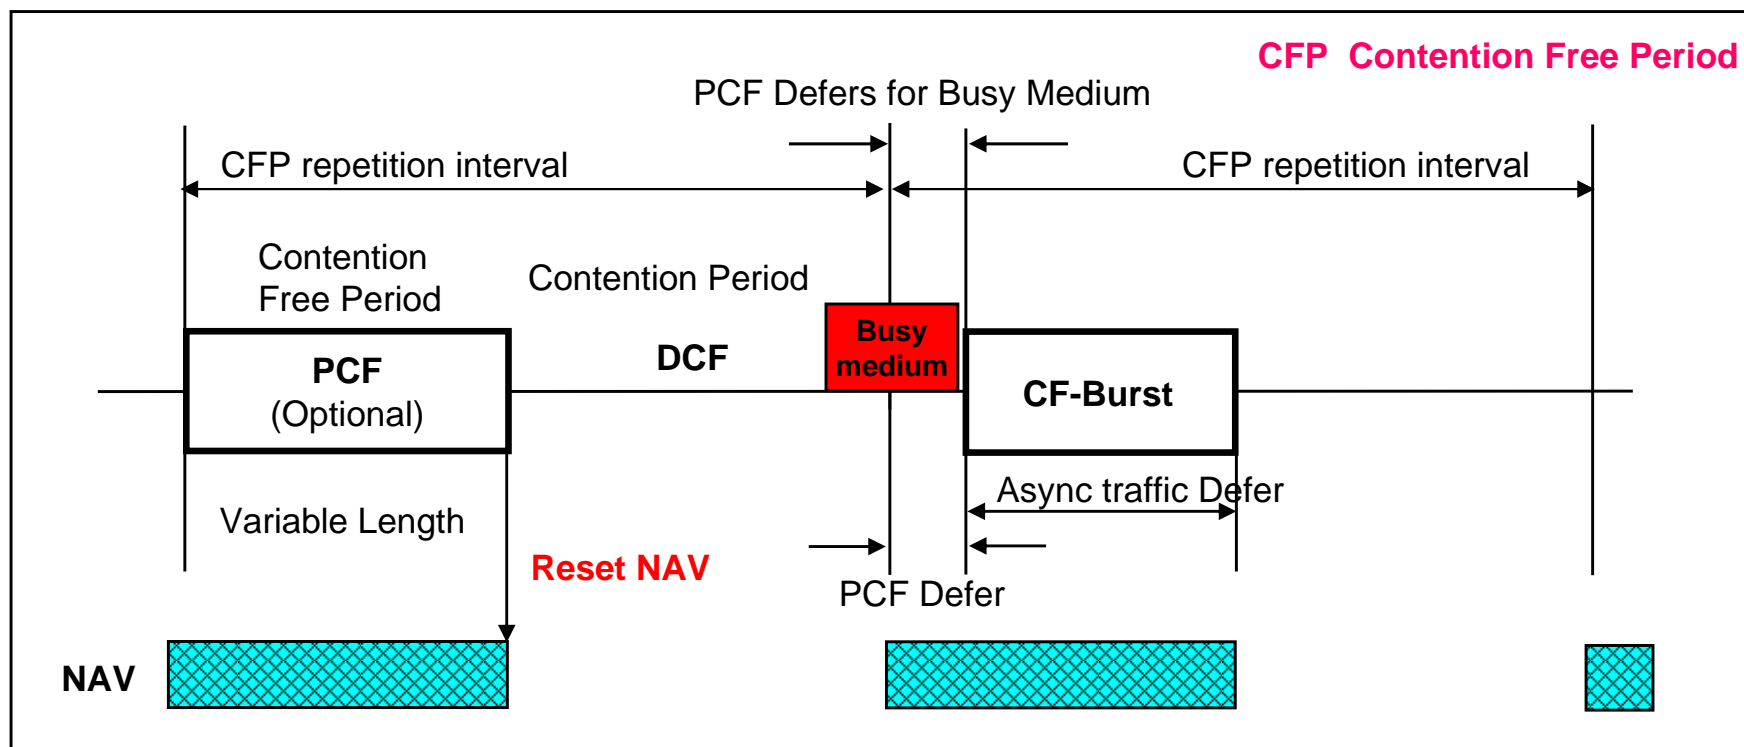 CFP  Contention Free Period
PCF Defers for Busy Medium
CFP repetition interval
CFP repetition interval
Contention
Free Period
Contention Period
Busy
medium
PCF
(Optional)
DCF
CF-Burst
Async traffic Defer
Variable Length
Reset NAV
PCF Defer
NAV